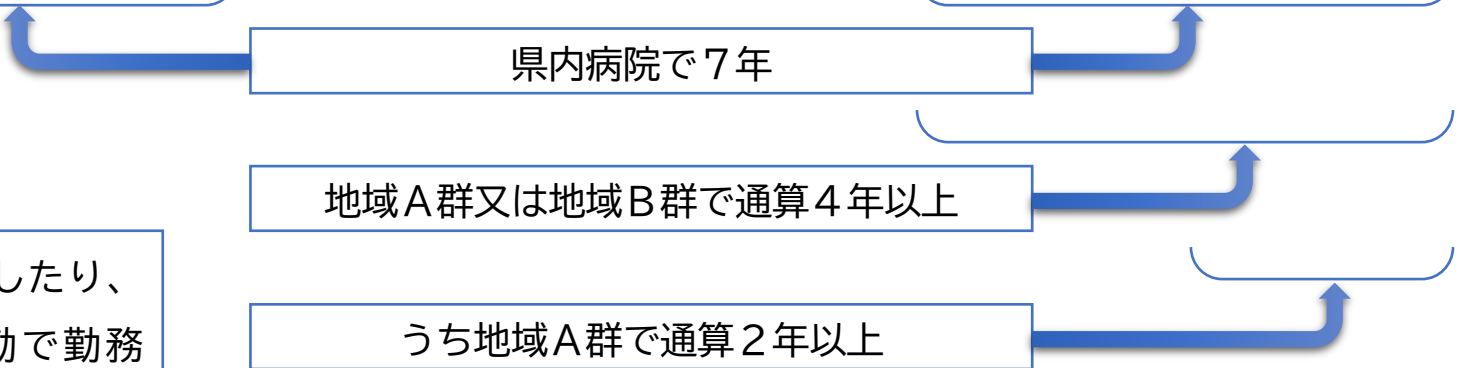 県内病院で７年
地域Ａ群又は地域Ｂ群で通算４年以上
したり、
動で勤務
うち地域Ａ群で通算２年以上